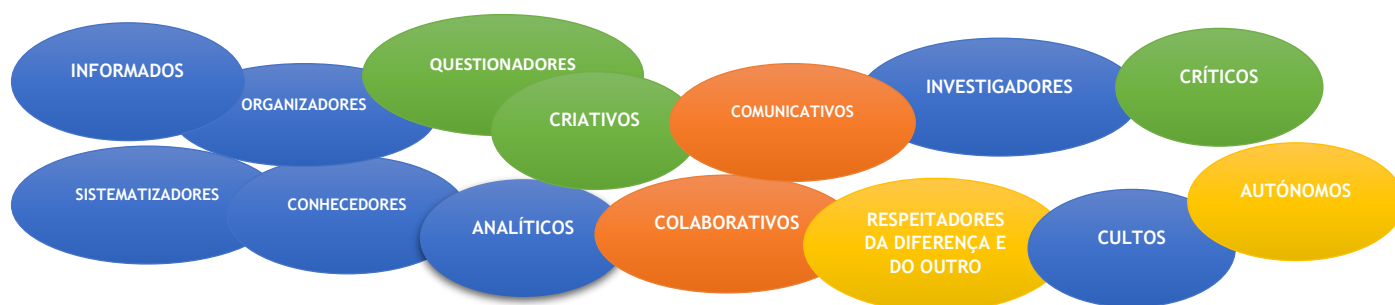 INFORMADOS
ORGANIZADORES
QUESTIONADORES
CRIATIVOS
COMUNICATIVOS
INVESTIGADORES
CRÍTICOS
SISTEMATIZADORES
CONHECEDORES
ANALÍTICOS
COLABORATIVOS
RESPEITADORES
DA DIFERENÇA E
DO OUTRO
CULTOS
AUTÓNOMOS